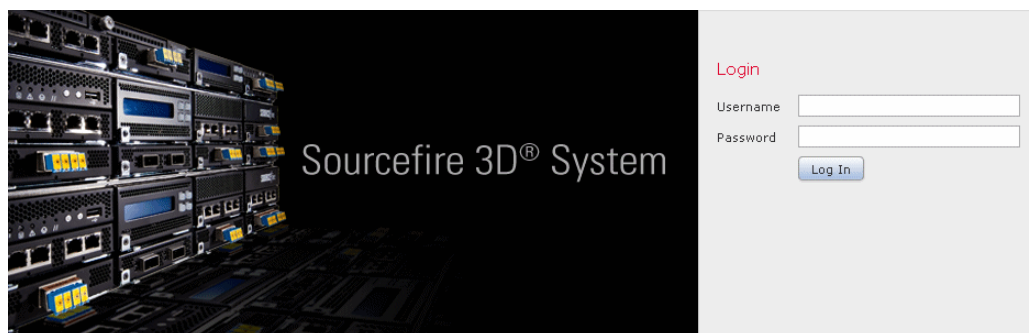 Sourcefire 3D® System
Login
Username
Password
Log In